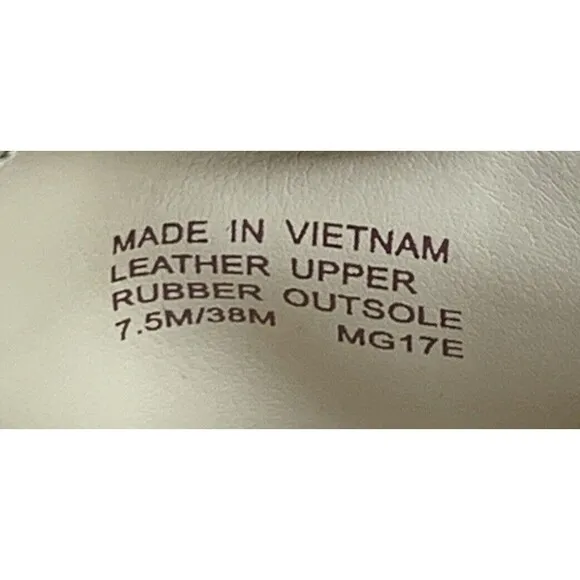 MADE IN VIETNAM
LEATHER UPPER
RUBBER OUTSOLE
7.5M/38M MG17E